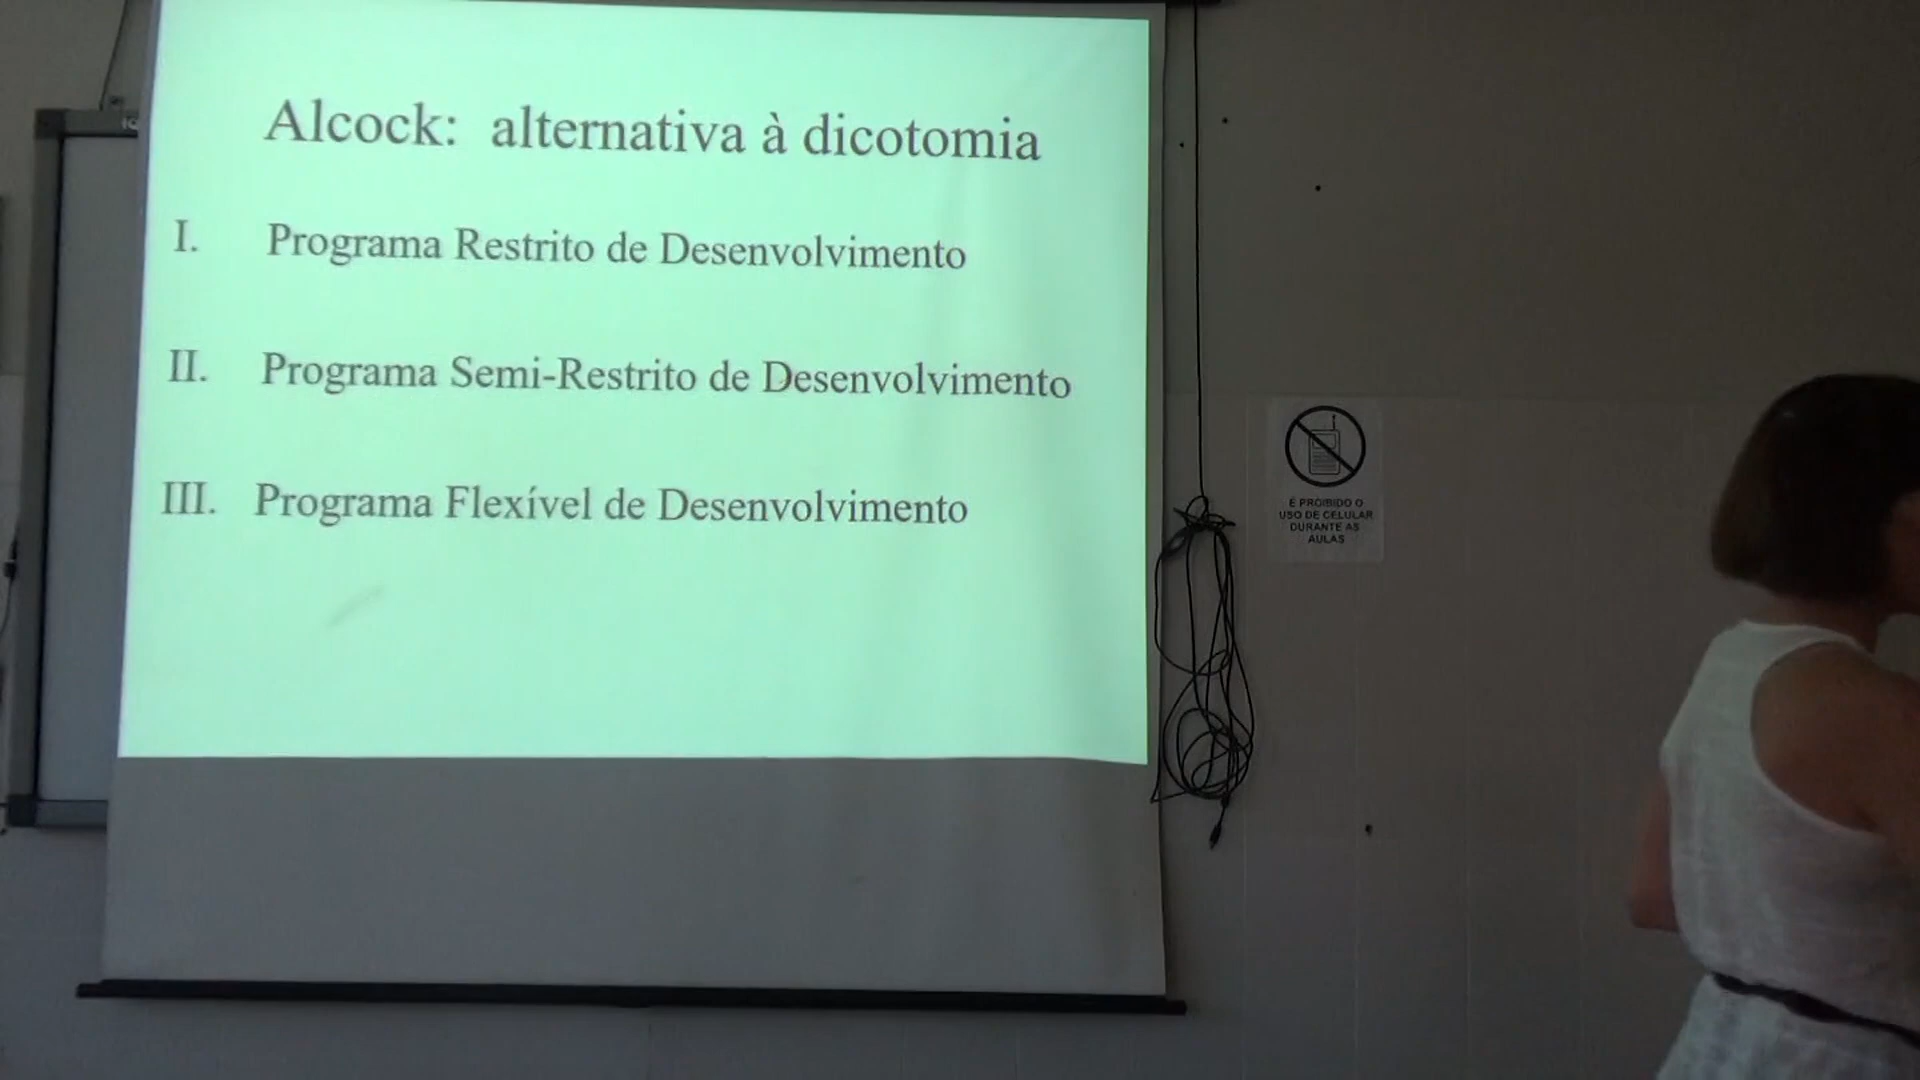 Alcock: alternativa à dicotomia
I. Programa Restrito de Desenvolvimento
II. Programa Semi-Restrito de Desenvolvimento
III. Programa Flexível de Desenvolvimento
É PROIBIDO O
USO DE CELULAR
DURANTE AS
AULAS